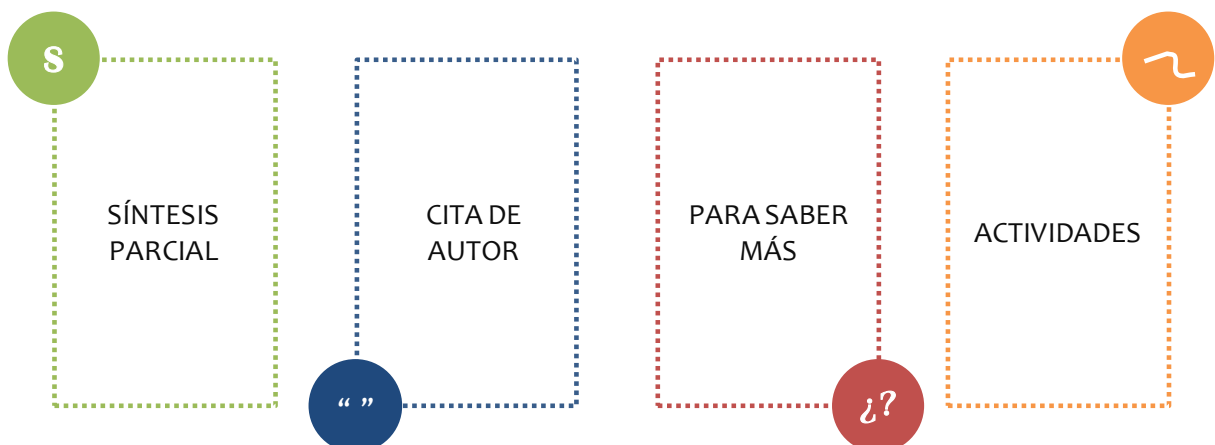 S
SÍNTESIS
PARCIAL
“ ”
CITA DE
AUTOR
PARA SABER
MÁS
¿?
ACTIVIDADES